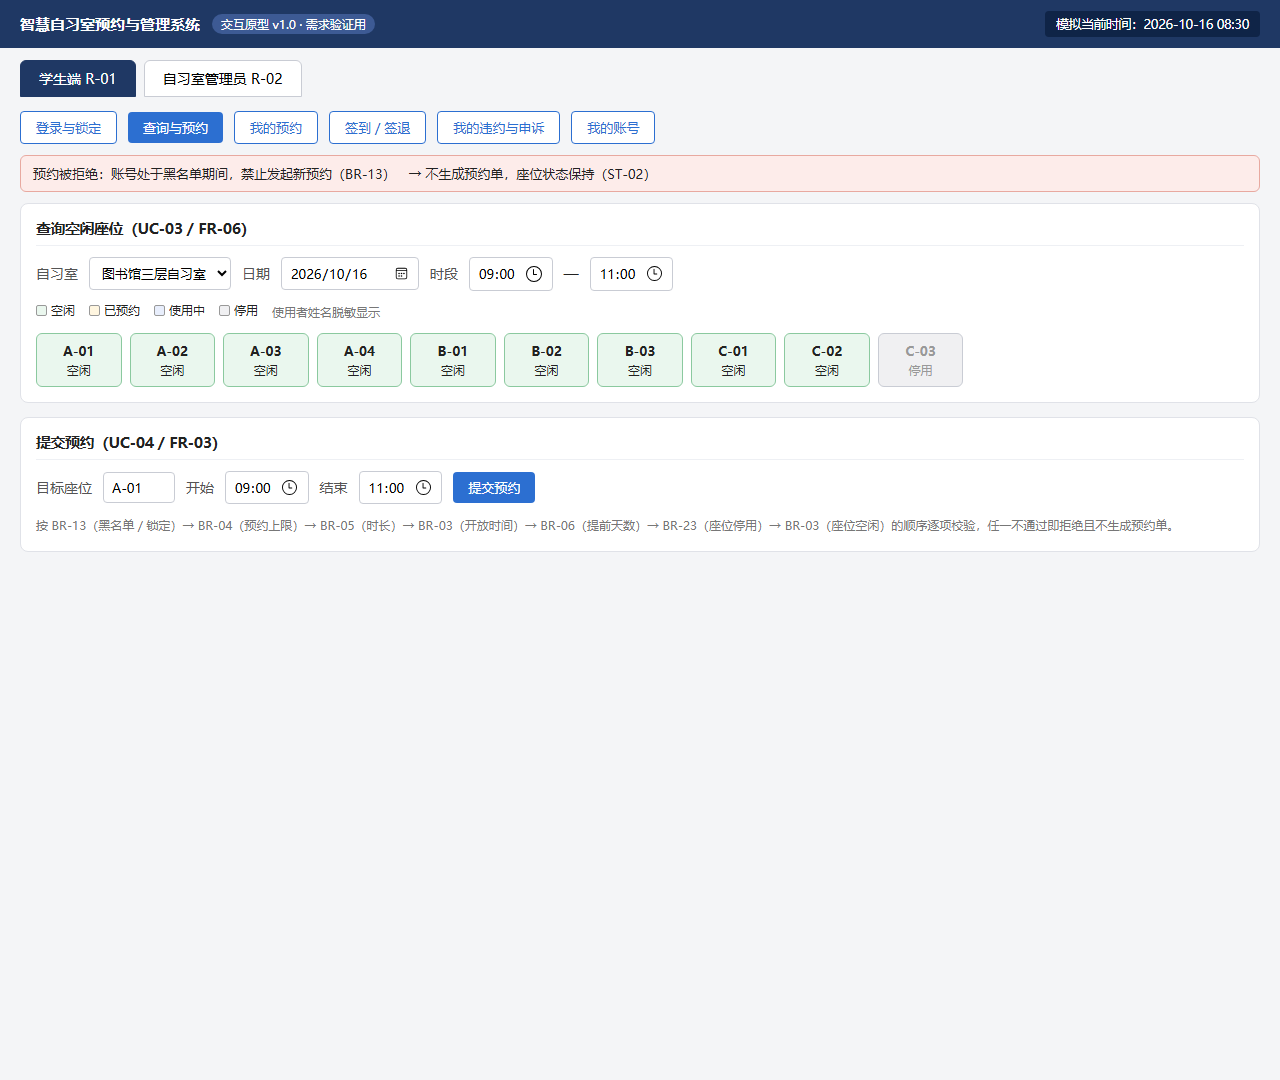 智慧自习室预约与管理系统 交互原型 v1.0 · 需求验证用 模拟当前时间：2026-10-16 08:30
学生端 R-01 自习室管理员 R-02
登录与锁定 查询与预约 我的预约 签到 / 签退 我的违约与申诉 我的账号
预约被拒绝：账号处于黑名单期间，禁止发起新预约（BR-13） → 不生成预约单，座位状态保持（ST-02）
查询空闲座位（UC-03 / FR-06）
自习室 图书馆三层自习室 日期 2026/10/16 时段 09:00 — 11:00
空闲 已预约 使用中 停用 使用者姓名脱敏显示
A-01 A-02 A-03 A-04 B-01 B-02 B-03 C-01 C-02 C-03
空闲 空闲 空闲 空闲 空闲 空闲 空闲 空闲 空闲 停用
提交预约（UC-04 / FR-03）
目标座位 A-01 开始 09:00 结束 11:00 提交预约
按 BR-13（黑名单 / 锁定）→ BR-04（预约上限）→ BR-05（时长）→ BR-03（开放时间）→ BR-06（提前天数）→ BR-23（座位停用）→ BR-03（座位空闲）的顺序逐项校验，任一不通过即拒绝且不生成预约单。